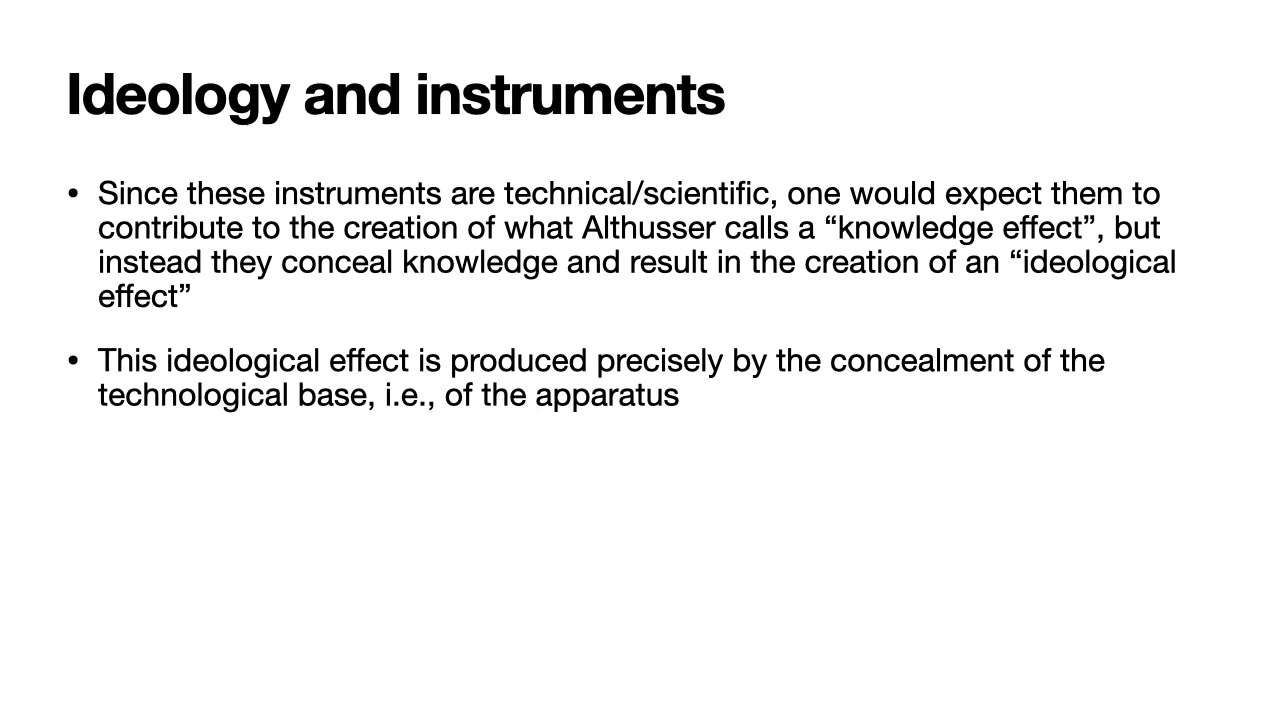 Ideology and instruments
• Since these instruments are technical/scientific, one would expect them to
contribute to the creation of what Althusser calls a “knowledge effect”, but
instead they conceal knowledge and result in the creation of an “ideological
effect”
• This ideological effect is produced precisely by the concealment of the
technological base, i.e., of the apparatus